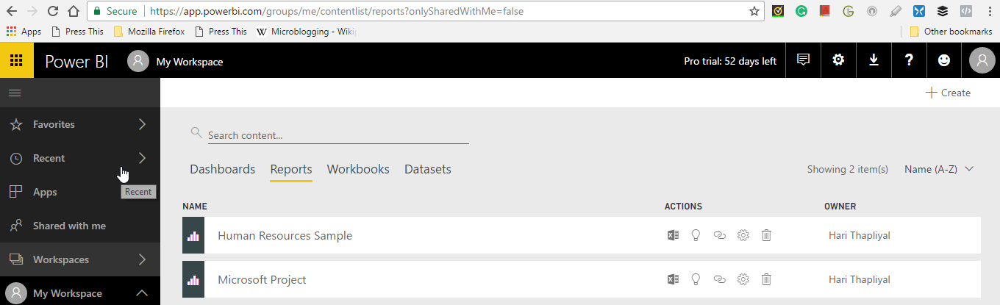 Secure https://app.powerbi.com/groups/me/contentlist/reports?onlySharedWithMe=false
Apps Press This Mozilla Firefox Press This Microblogging - Wiki Other bookmarks
Power BI My Workspace Pro trial: 52 days left ?
Create
Favorites
Search content...
Recent
Dashboards Reports Workbooks Datasets Showing 2 item(s) Name (A-Z)
Apps
Recent
NAME ACTIONS OWNER
Shared with me
Human Resources Sample Hari Thapliyal
Workspaces
Microsoft Project Hari Thapliyal
My Workspace